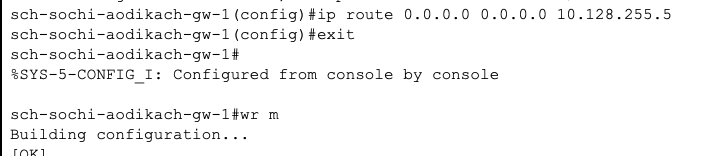 sch-sochi-aodikach-gw-1(config)#ip route 0.0.0.0 0.0.0.0 10.128.255.5
sch-sochi-aodikach-gw-1(config)#exit
sch-sochi-aodikach-gw-1#
%SYS-5-CONFIG_I: Configured from console by console
sch-sochi-aodikach-gw-1#wr m
Building configuration...
[OK]